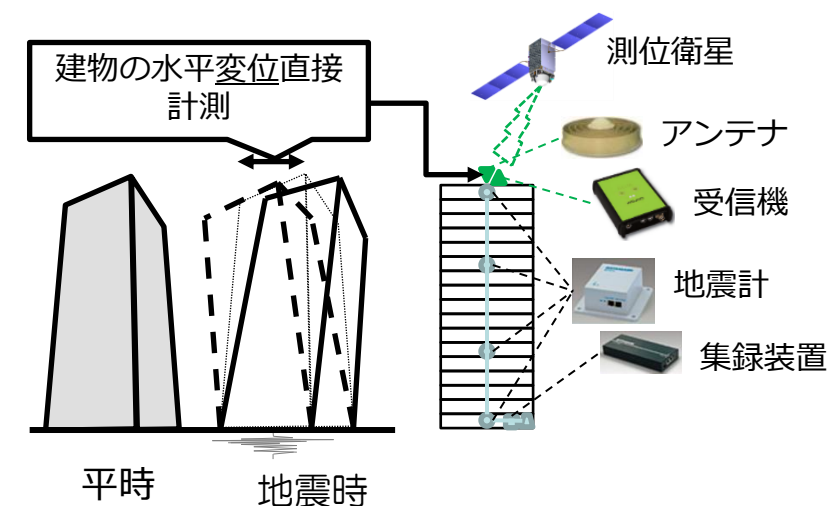 建物の水平変位直接
計測
測位衛星
アンテナ
受信機
地震計
集録装置
平時
地震時